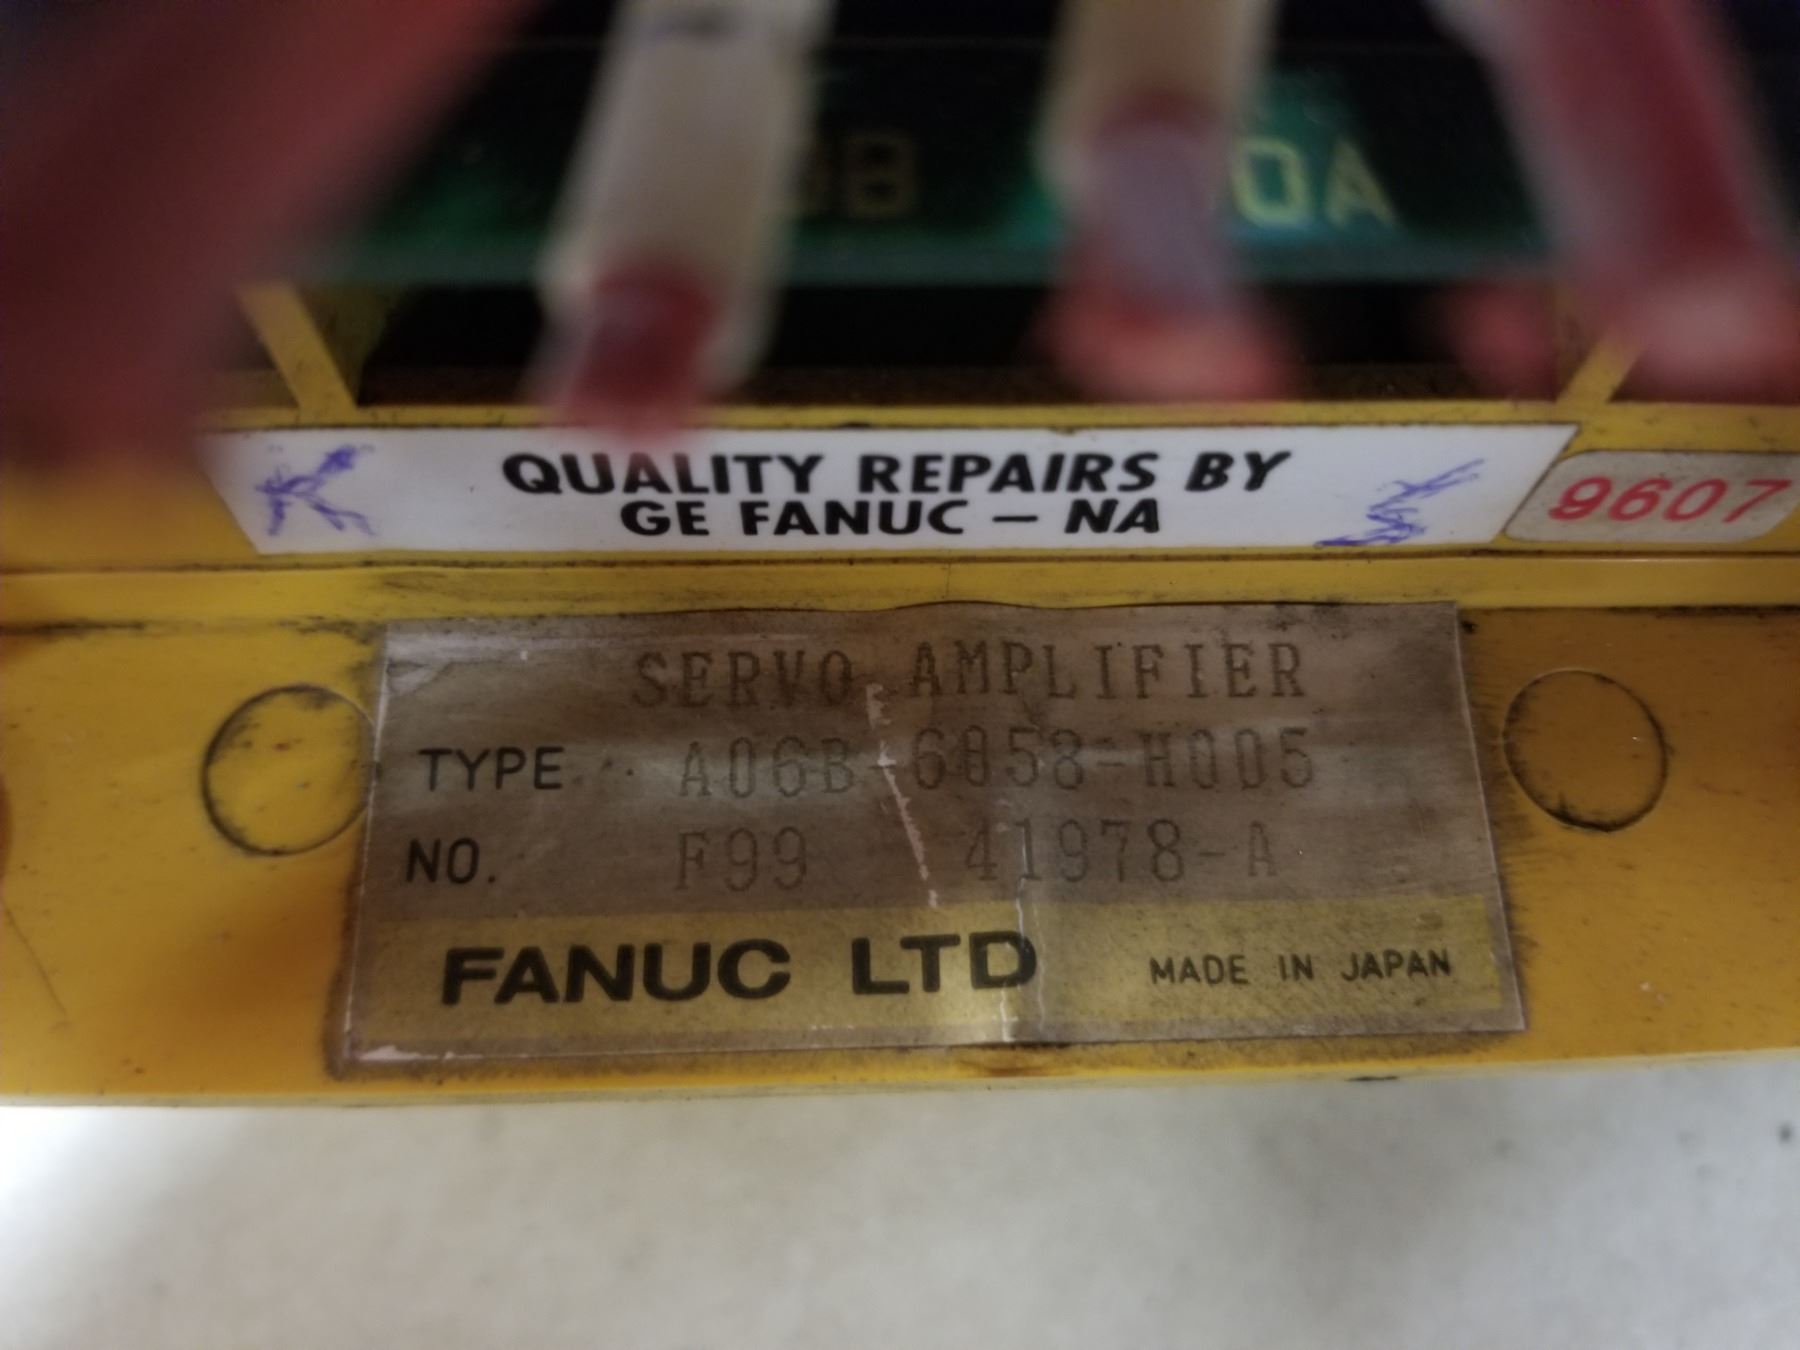 0A
QUALITY REPAIRS BY
GE FANUC – NA
9607
SERVO AMPLIFIER
TYPE A06B-6058-H005
NO. F99 41978-A
FANUC LTD MADE IN JAPAN